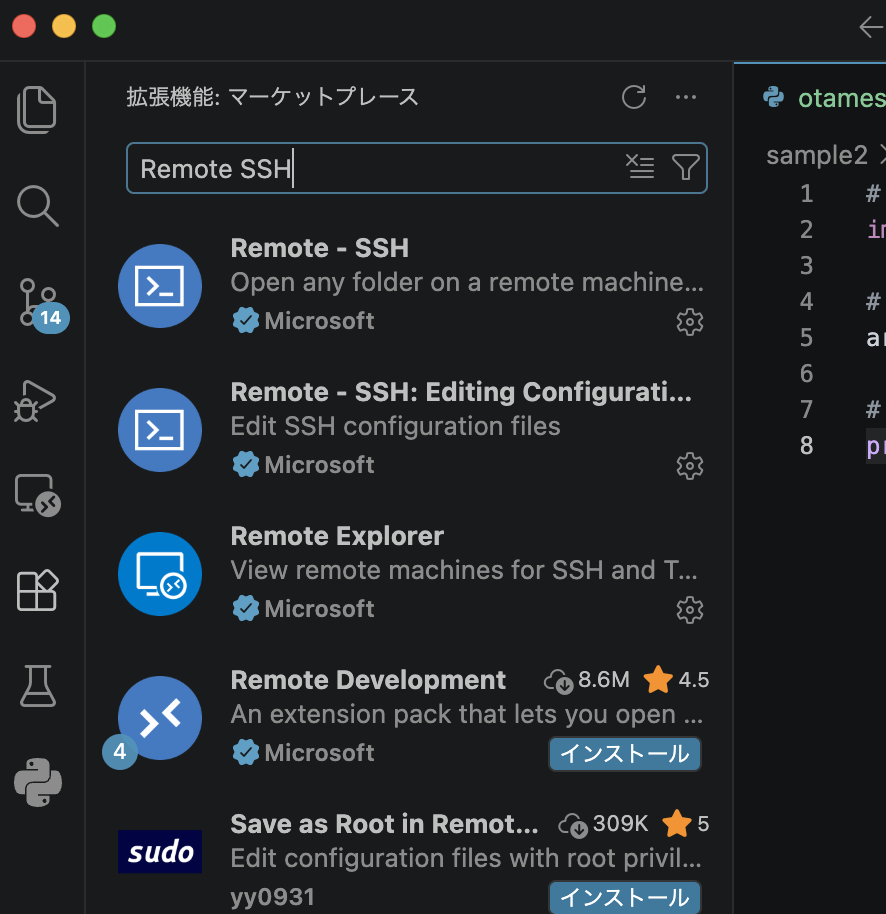 拡張機能: マーケットプレース
Remote SSH
Remote - SSH
Open any folder on a remote machine...
Microsoft
Remote - SSH: Editing Configurati...
Edit SSH configuration files
Microsoft
Remote Explorer
View remote machines for SSH and T...
Microsoft
Remote Development 8.6M 4.5
An extension pack that lets you open ...
4
Microsoft インストール
Save as Root in Remot... 309K 5
sudo
Edit configuration files with root privil...
yy0931 インストール
14
otames
sample2
1 #
2 im
3
4 #
5 ar
6
7 #
8 pr